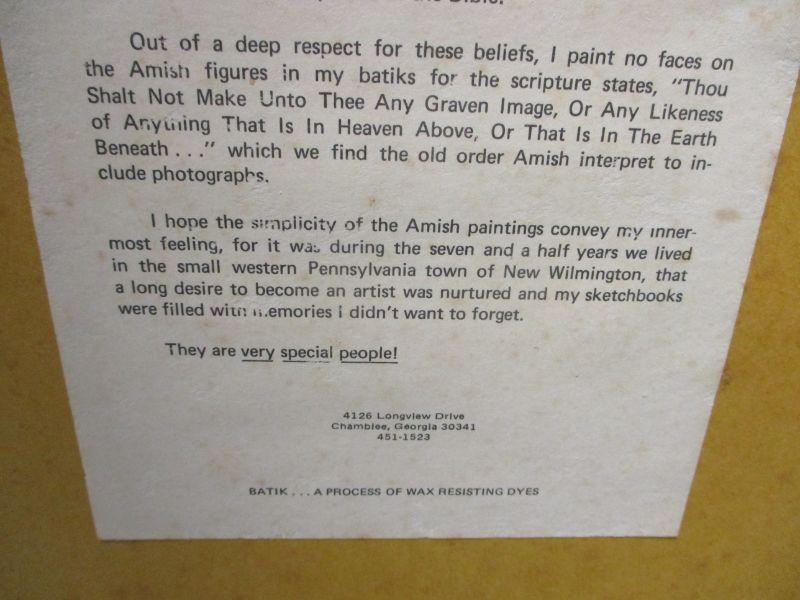 the Bible.
Out of a deep respect for these beliefs, I paint no faces on
the Amish figures in my batiks for the scripture states, "Thou
Shalt Not Make Unto Thee Any Graven Image, Or Any Likeness
of Anything That Is In Heaven Above, Or That Is In The Earth
Beneath . . ." which we find the old order Amish interpret to in-
clude photographs.
I hope the simplicity of the Amish paintings convey my inner-
most feeling, for it was during the seven and a half years we lived
in the small western Pennsylvania town of New Wilmington, that
a long desire to become an artist was nurtured and my sketchbooks
were filled with memories I didn't want to forget.
They are very special people!
4126 Longview Drive
Chamblee, Georgia 30341
451-1523
BATIK . . . A PROCESS OF WAX RESISTING DYES